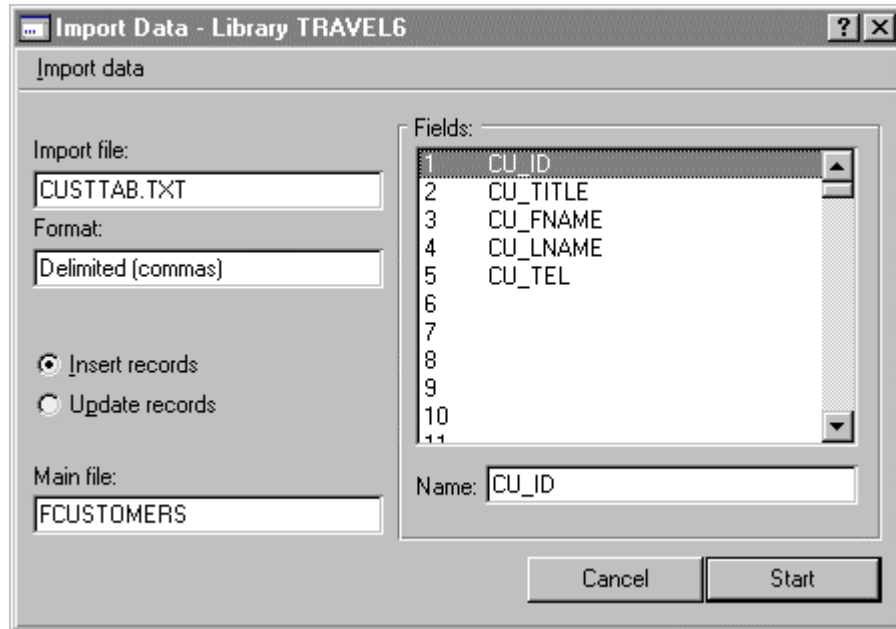 Import Data - Library TRAVEL6
Import data
Import file:
CUSTTAB.TXT
Format:
Delimited (commas)
Insert records
Update records
Main file:
FCUSTOMERS
Fields:
1 CU_ID
2 CU_TITLE
3 CU_FNAME
4 CU_LNAME
5 CU_TEL
6
7
8
9
10
11
Name: CU_ID
Cancel
Start